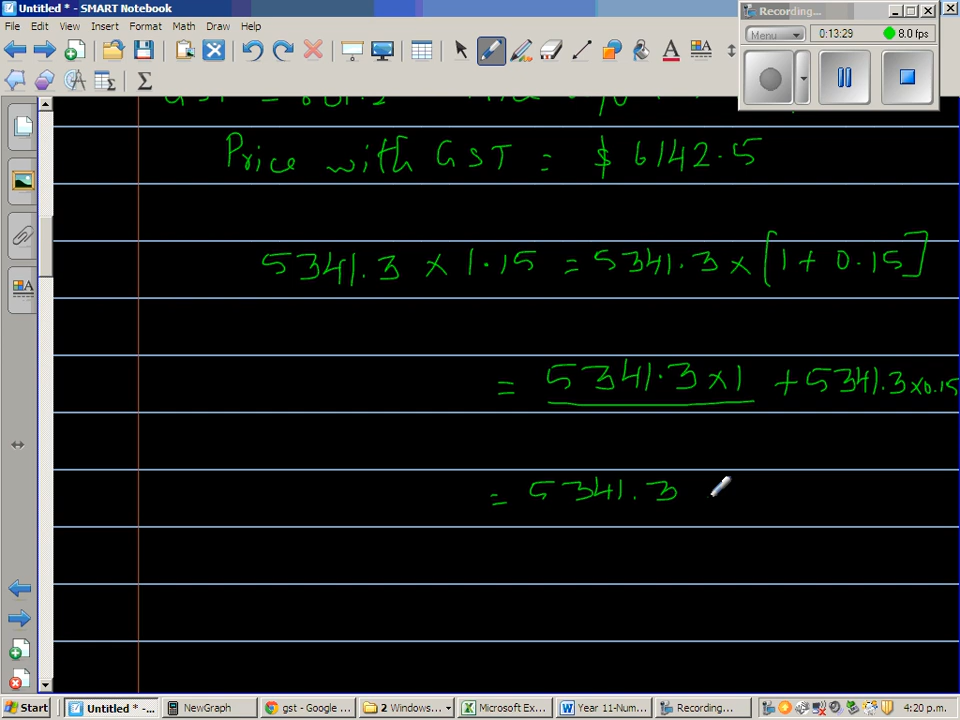 Untitled * - SMART Notebook
File Edit View Insert Format Math Draw Help
Recording...
Menu 0:13:29 8.0 fps
GST =
Price with GST = $ 6142.5
5341.3 × 1.15 = 5341.3 × [1 + 0.15]
= 5341.3 × 1 + 5341.3 × 0.15
= 5341.3
Start Untitled * - NewGraph gst - Google ... 2 Windows... Microsoft Ex... Year 11-Num... Recording... 4:20 p.m.